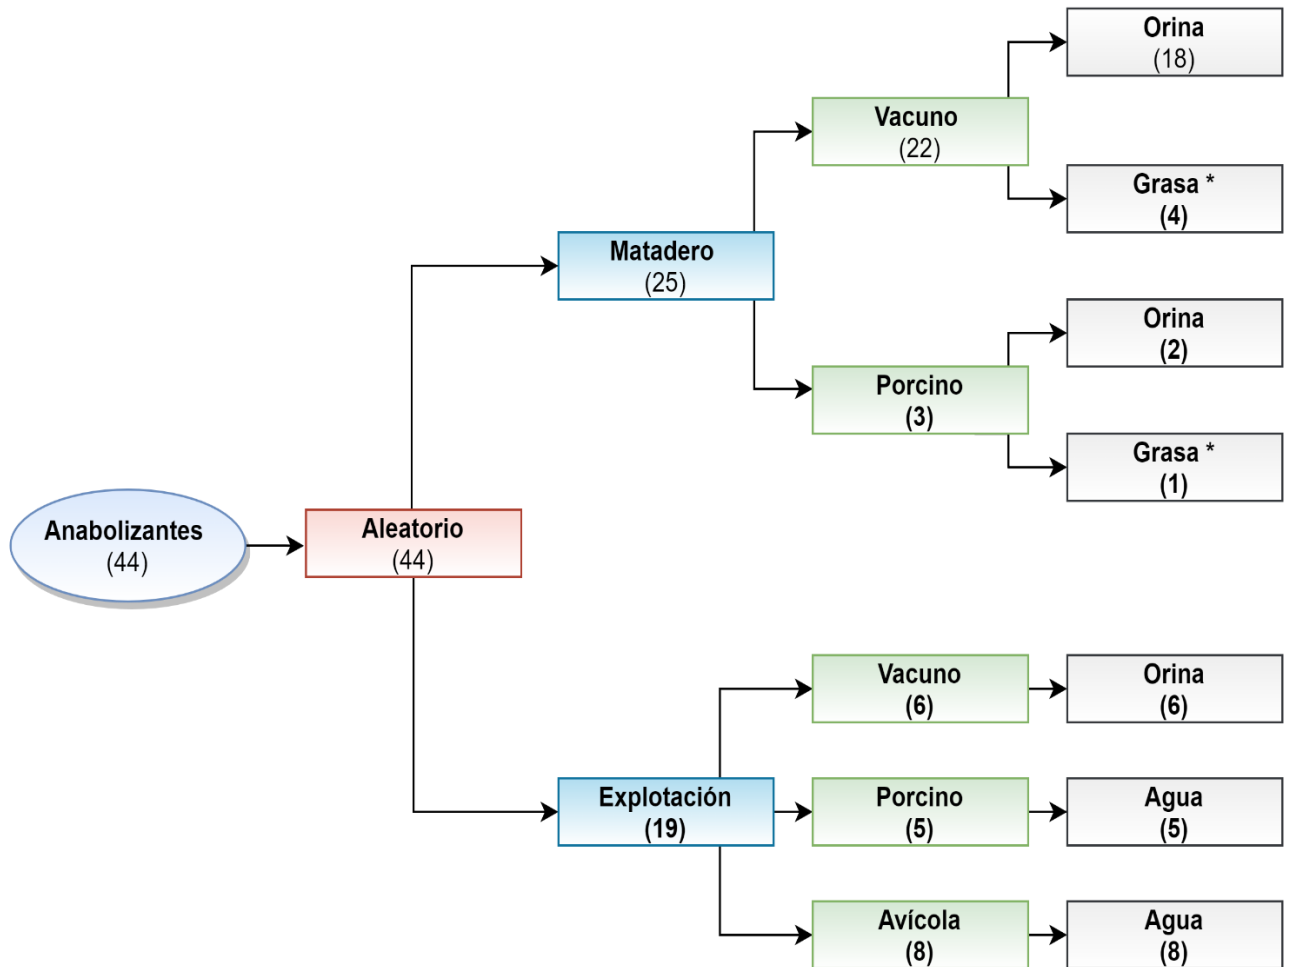 Orina
(18)
Vacuno
(22)
Grasa *
(4)
Matadero
(25)
Orina
(2)
Porcino
(3)
Grasa *
(1)
Anabolizantes
(44)
Aleatorio
(44)
Vacuno
(6)
Orina
(6)
Explotación
(19)
Porcino
(5)
Agua
(5)
Avícola
(8)
Agua
(8)